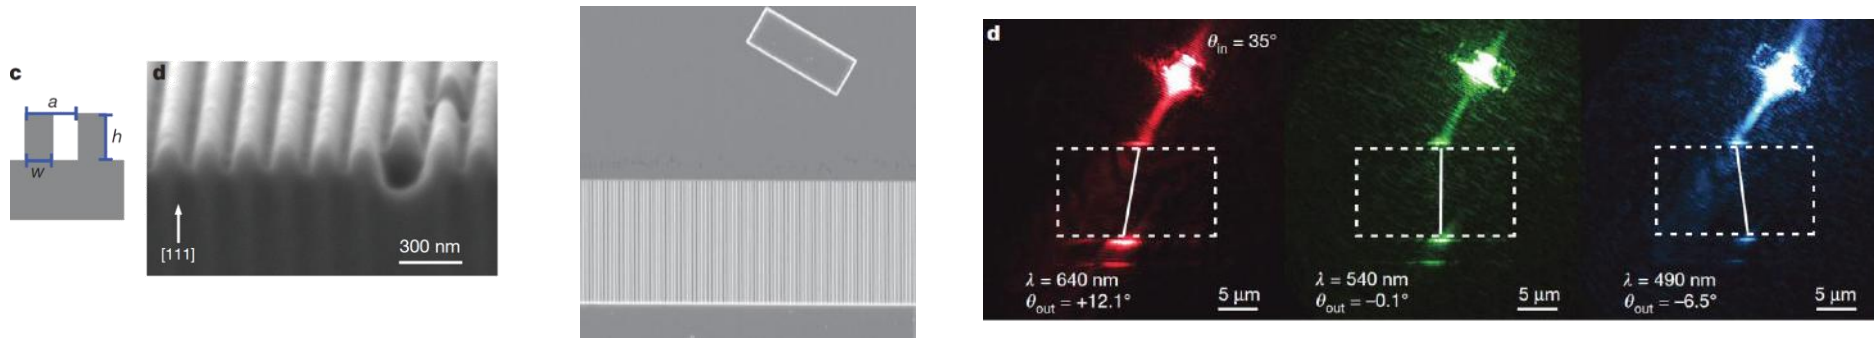 c
a
h
w
d
[111]
300 nm
d
θin = 35°
λ = 640 nm
θout = +12.1°
5 μm
λ = 540 nm
θout = –0.1°
5 μm
λ = 490 nm
θout = –6.5°
5 μm